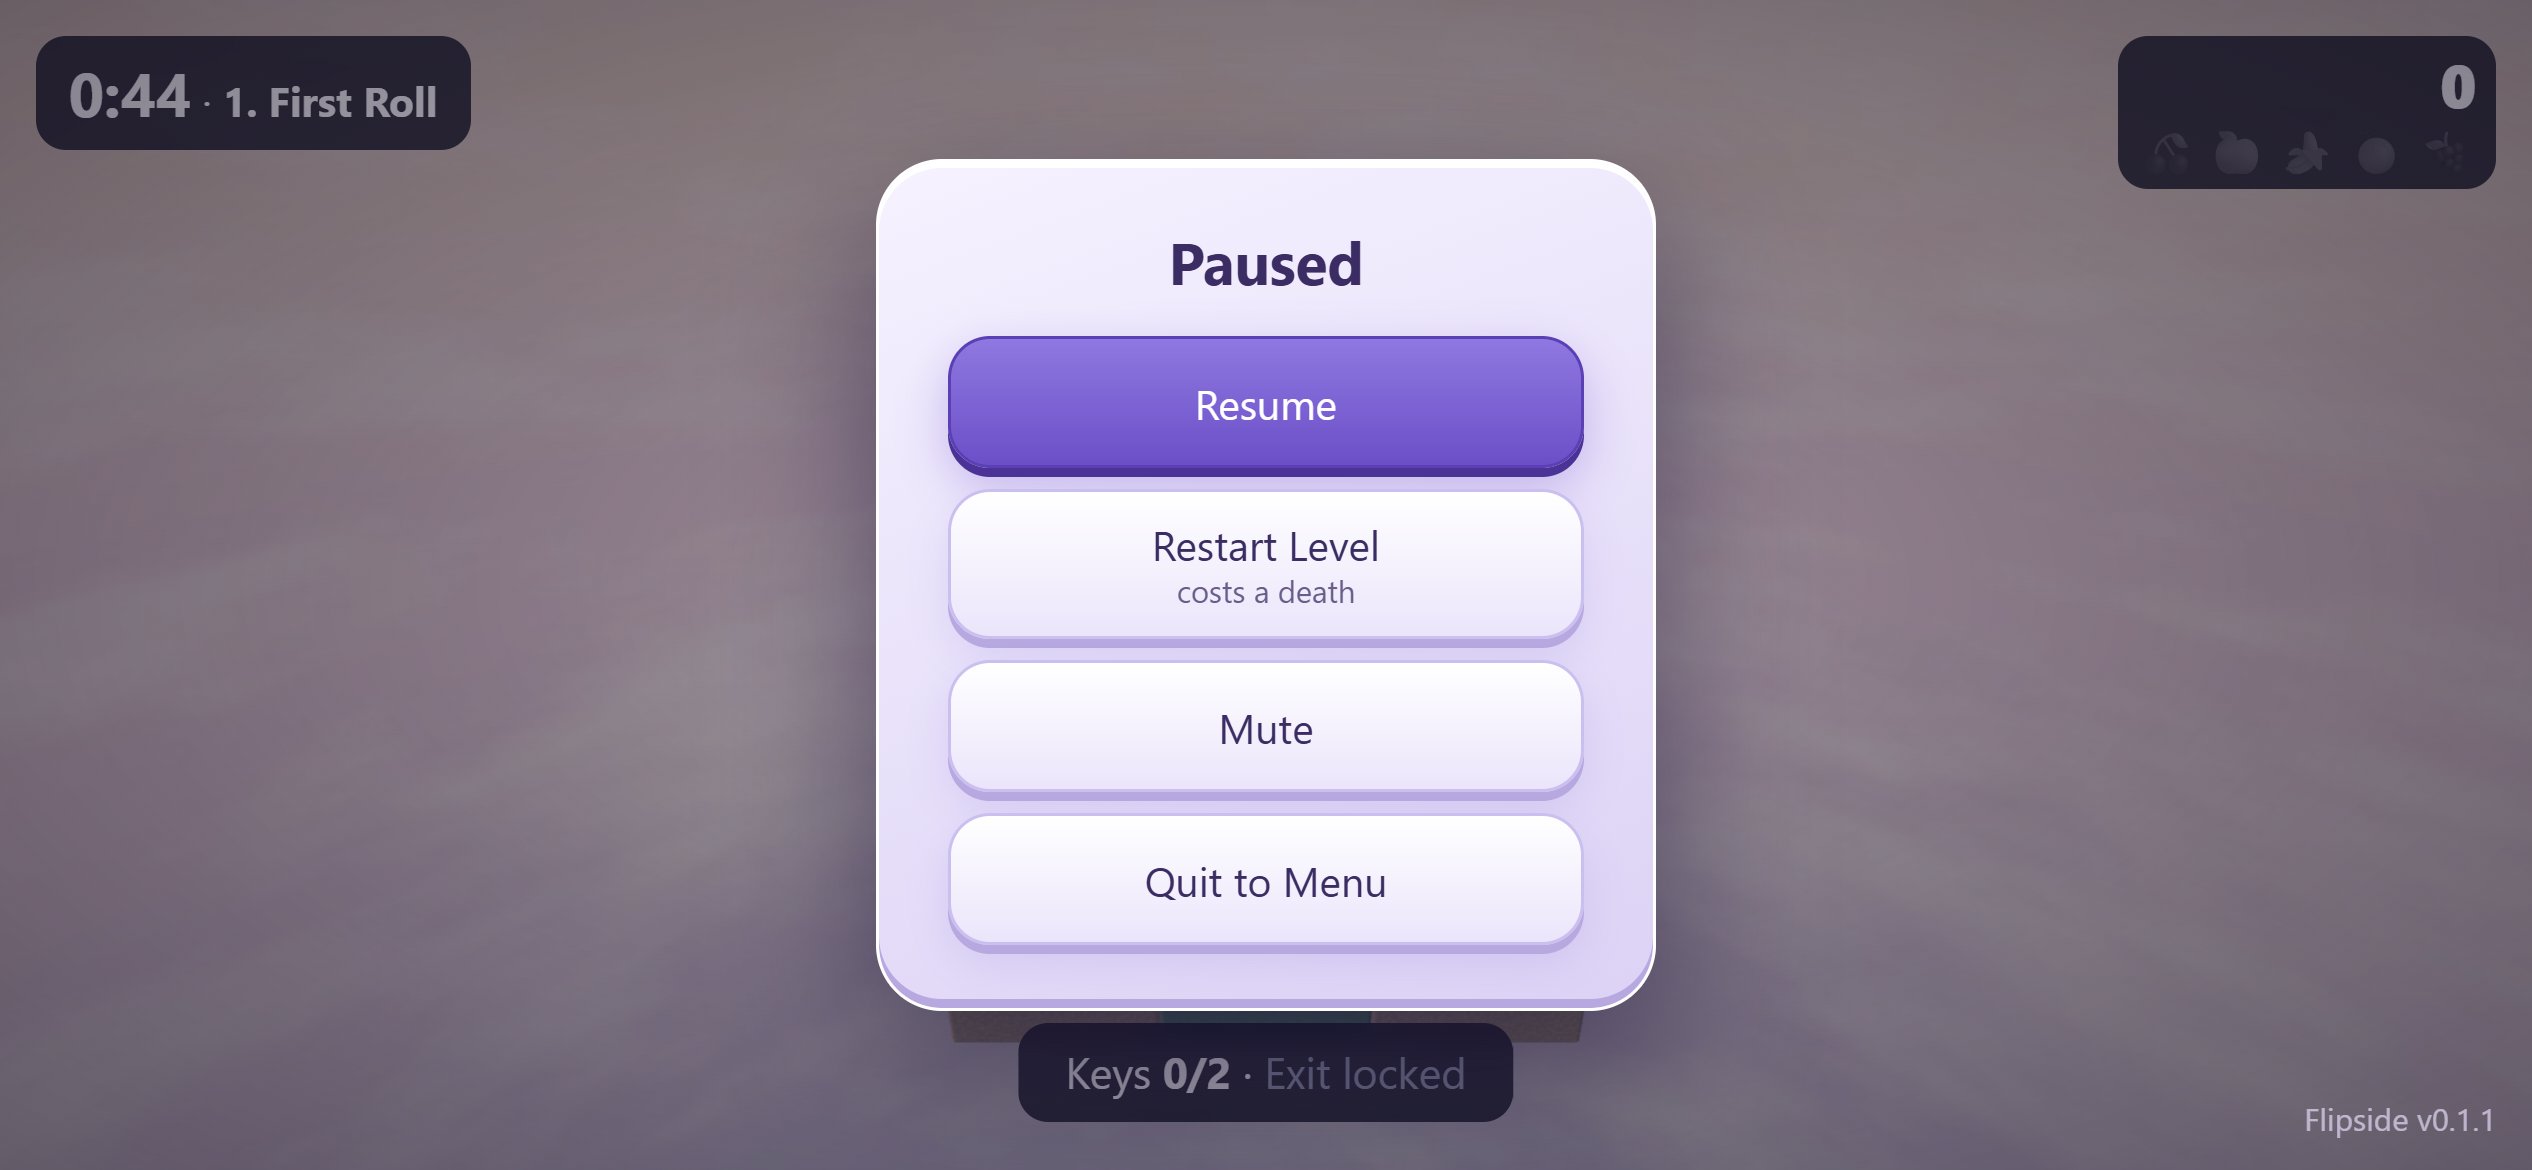 0:44 · 1. First Roll
0
Paused
Resume
Restart Level
costs a death
Mute
Quit to Menu
Keys 0/2 · Exit locked
Flipside v0.1.1